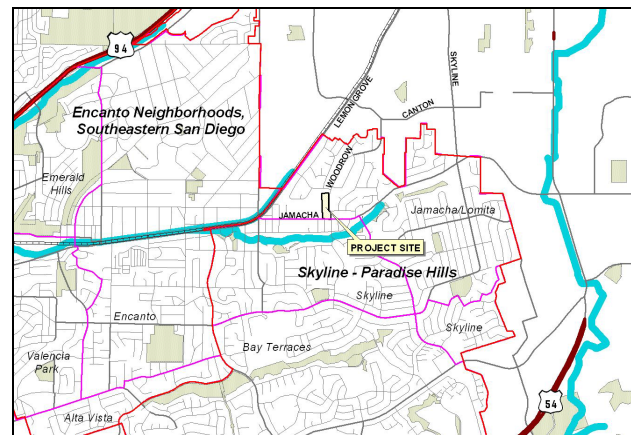 94
SKYLINE
LEMON GROVE
CANTON
Encanto Neighborhoods,
Southeastern San Diego
WOODROW
Emerald
Hills
JAMACHA
Jamacha/Lomita
PROJECT SITE
Skyline - Paradise Hills
Skyline
Encanto
Skyline
Bay Terraces
Valencia
Park
54
Alta Vista